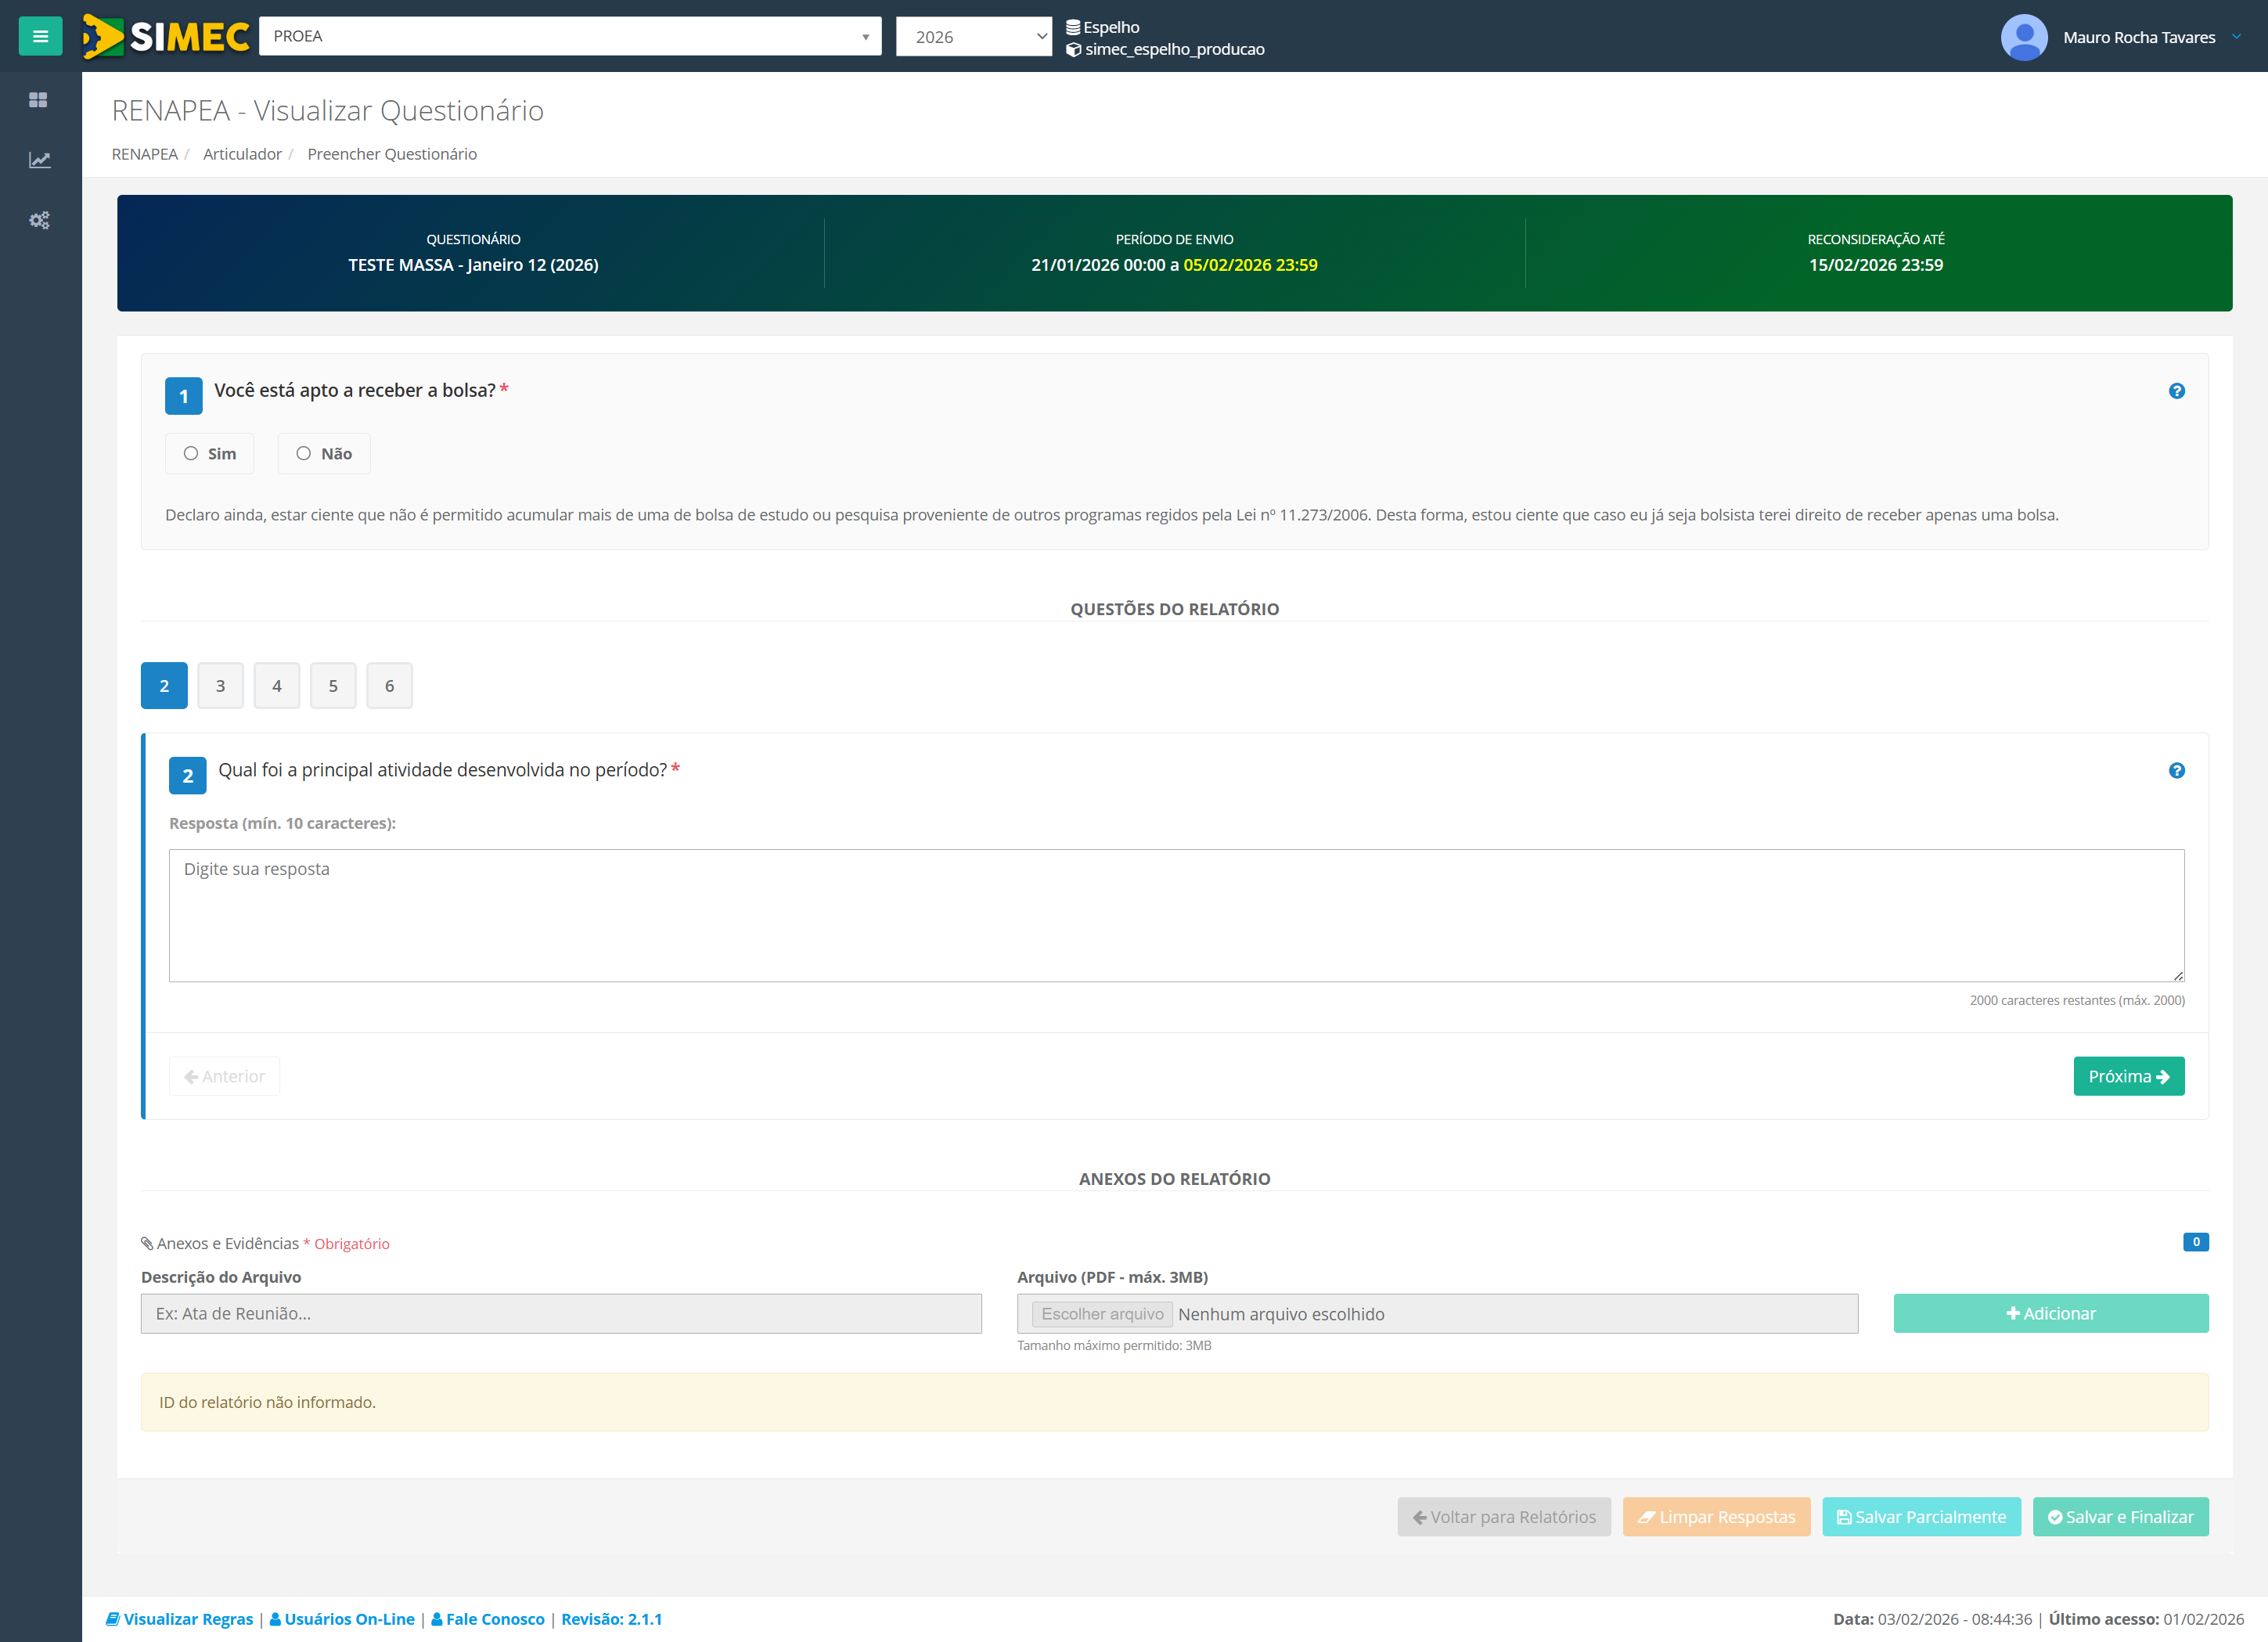 SIMEC
PROEA
2026
Espelho
simec_espelho_producao
Mauro Rocha Tavares
RENAPEA - Visualizar Questionário
RENAPEA / Articulador / Preencher Questionário
QUESTIONÁRIO
TESTE MASSA - Janeiro 12 (2026)
PERÍODO DE ENVIO
21/01/2026 00:00 a 05/02/2026 23:59
RECONSIDERAÇÃO ATÉ
15/02/2026 23:59
1 Você está apto a receber a bolsa? *
Sim
Não
Declaro ainda, estar ciente que não é permitido acumular mais de uma de bolsa de estudo ou pesquisa proveniente de outros programas regidos pela Lei nº 11.273/2006. Desta forma, estou ciente que caso eu já seja bolsista terei direito de receber apenas uma bolsa.
QUESTÕES DO RELATÓRIO
2 3 4 5 6
2 Qual foi a principal atividade desenvolvida no período? *
Resposta (mín. 10 caracteres):
Digite sua resposta
2000 caracteres restantes (máx. 2000)
Anterior
Próxima
ANEXOS DO RELATÓRIO
Anexos e Evidências * Obrigatório
0
Descrição do Arquivo
Ex: Ata de Reunião...
Arquivo (PDF - máx. 3MB)
Escolher arquivo Nenhum arquivo escolhido
Tamanho máximo permitido: 3MB
Adicionar
ID do relatório não informado.
Voltar para Relatórios
Limpar Respostas
Salvar Parcialmente
Salvar e Finalizar
Visualizar Regras | Usuários On-Line | Fale Conosco | Revisão: 2.1.1
Data: 03/02/2026 - 08:44:36 | Último acesso: 01/02/2026